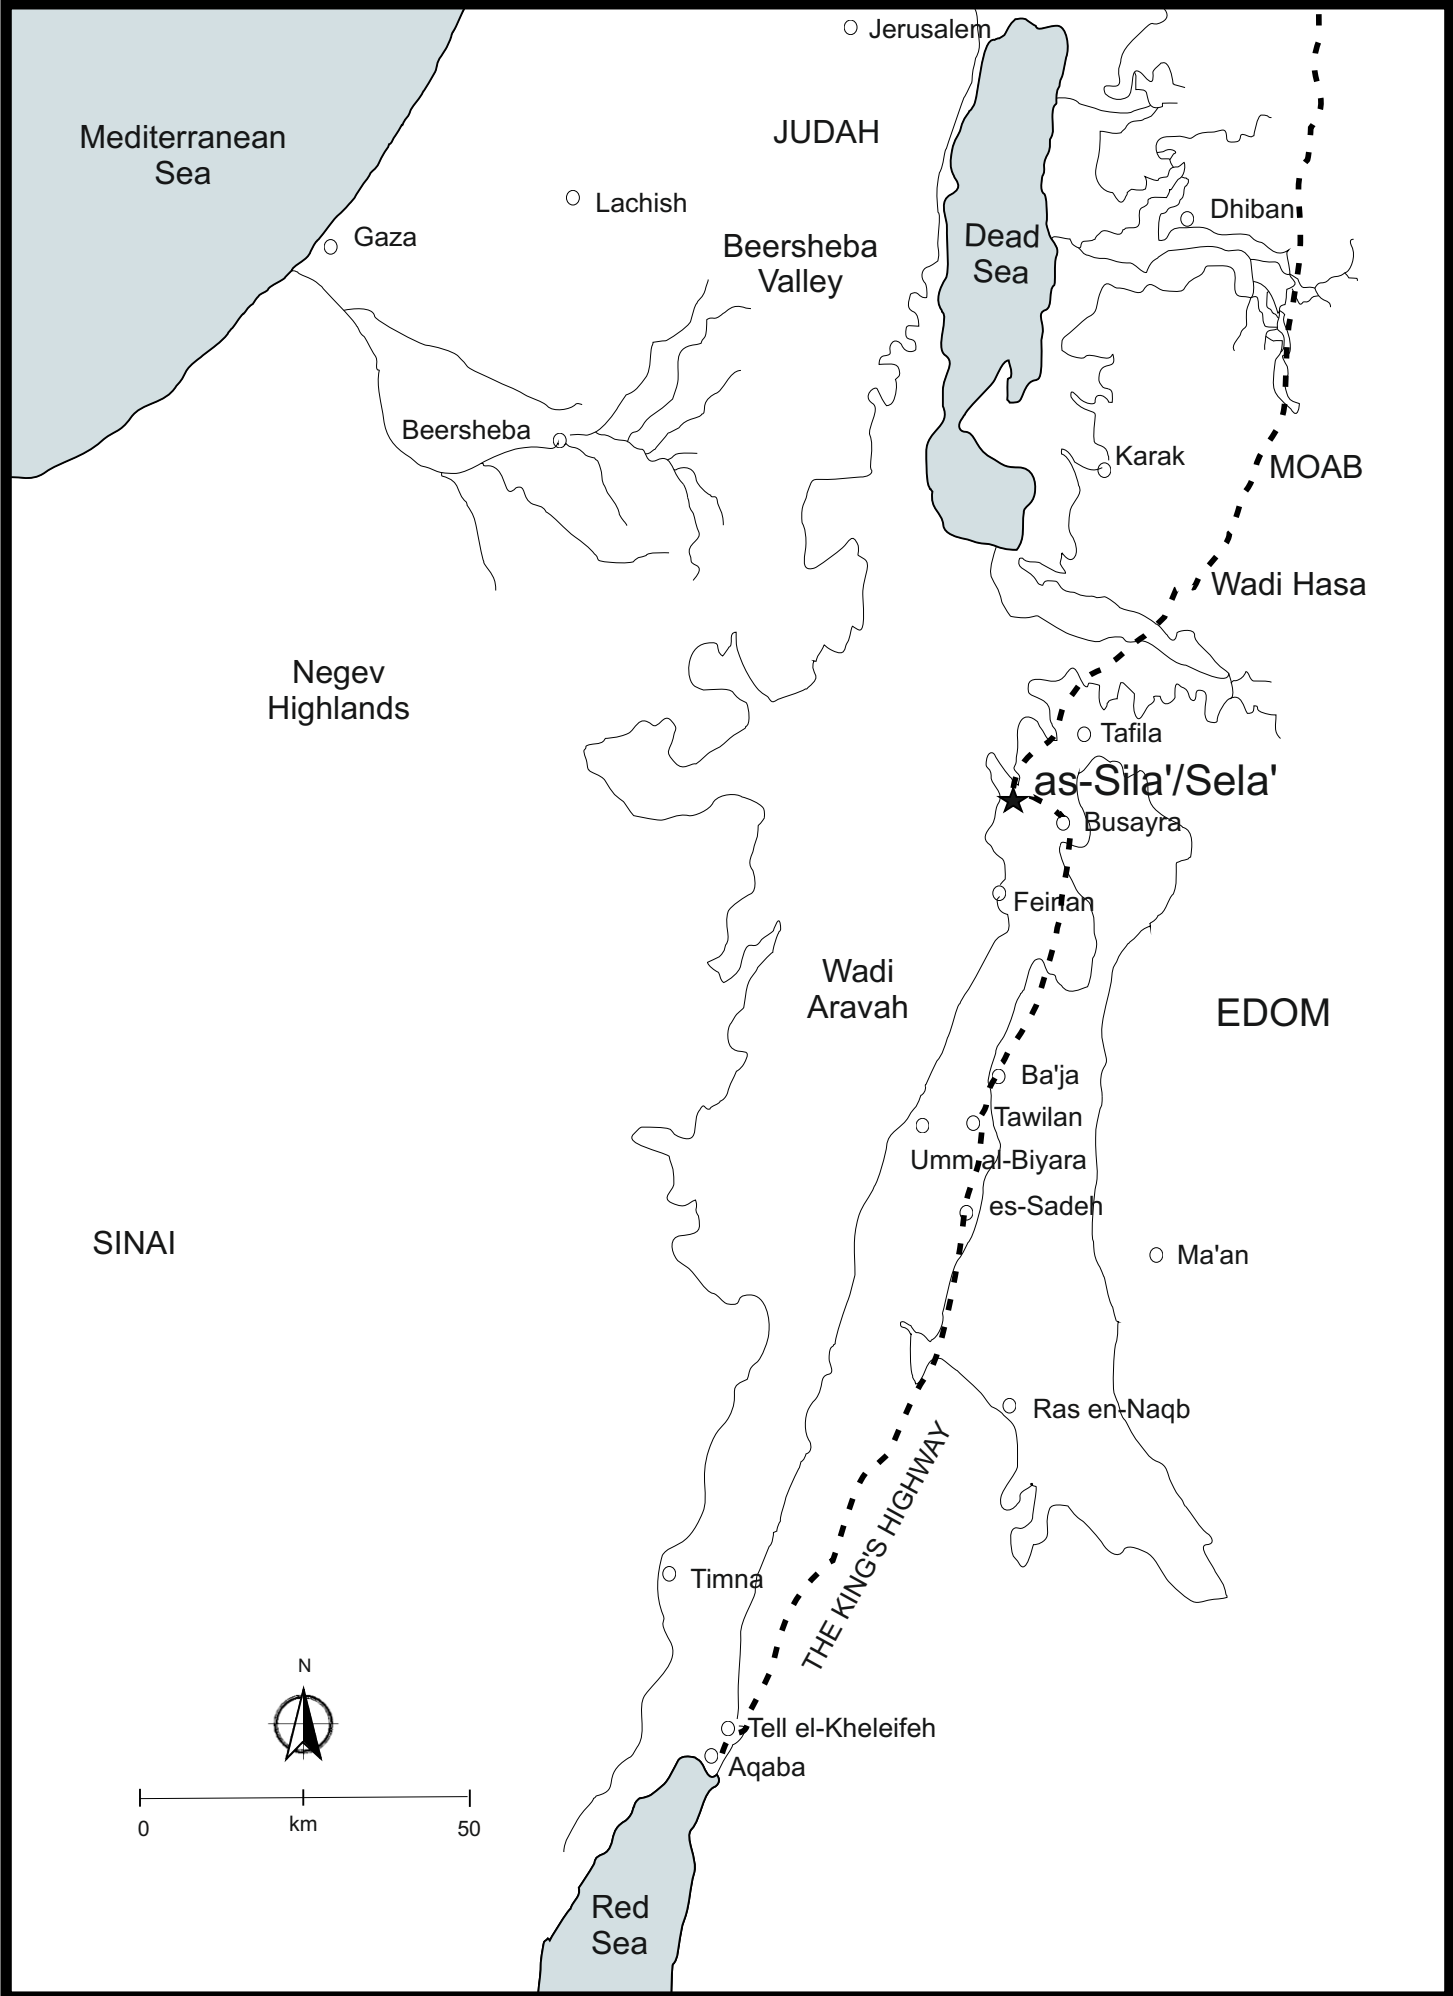 Jerusalem
Mediterranean
Sea
JUDAH
Lachish
Dhiban
Gaza
Beersheba
Valley
Dead
Sea
Beersheba
Karak
MOAB
Wadi Hasa
Negev
Highlands
Tafila
as-Sila'/Sela'
Busayra
Feinan
Wadi
Aravah
EDOM
Ba'ja
Tawilan
Umm al-Biyara
es-Sadeh
SINAI
Ma'an
Ras en-Naqb
THE KING'S HIGHWAY
Timna
N
Tell el-Kheleifeh
Aqaba
0 km 50
Red
Sea